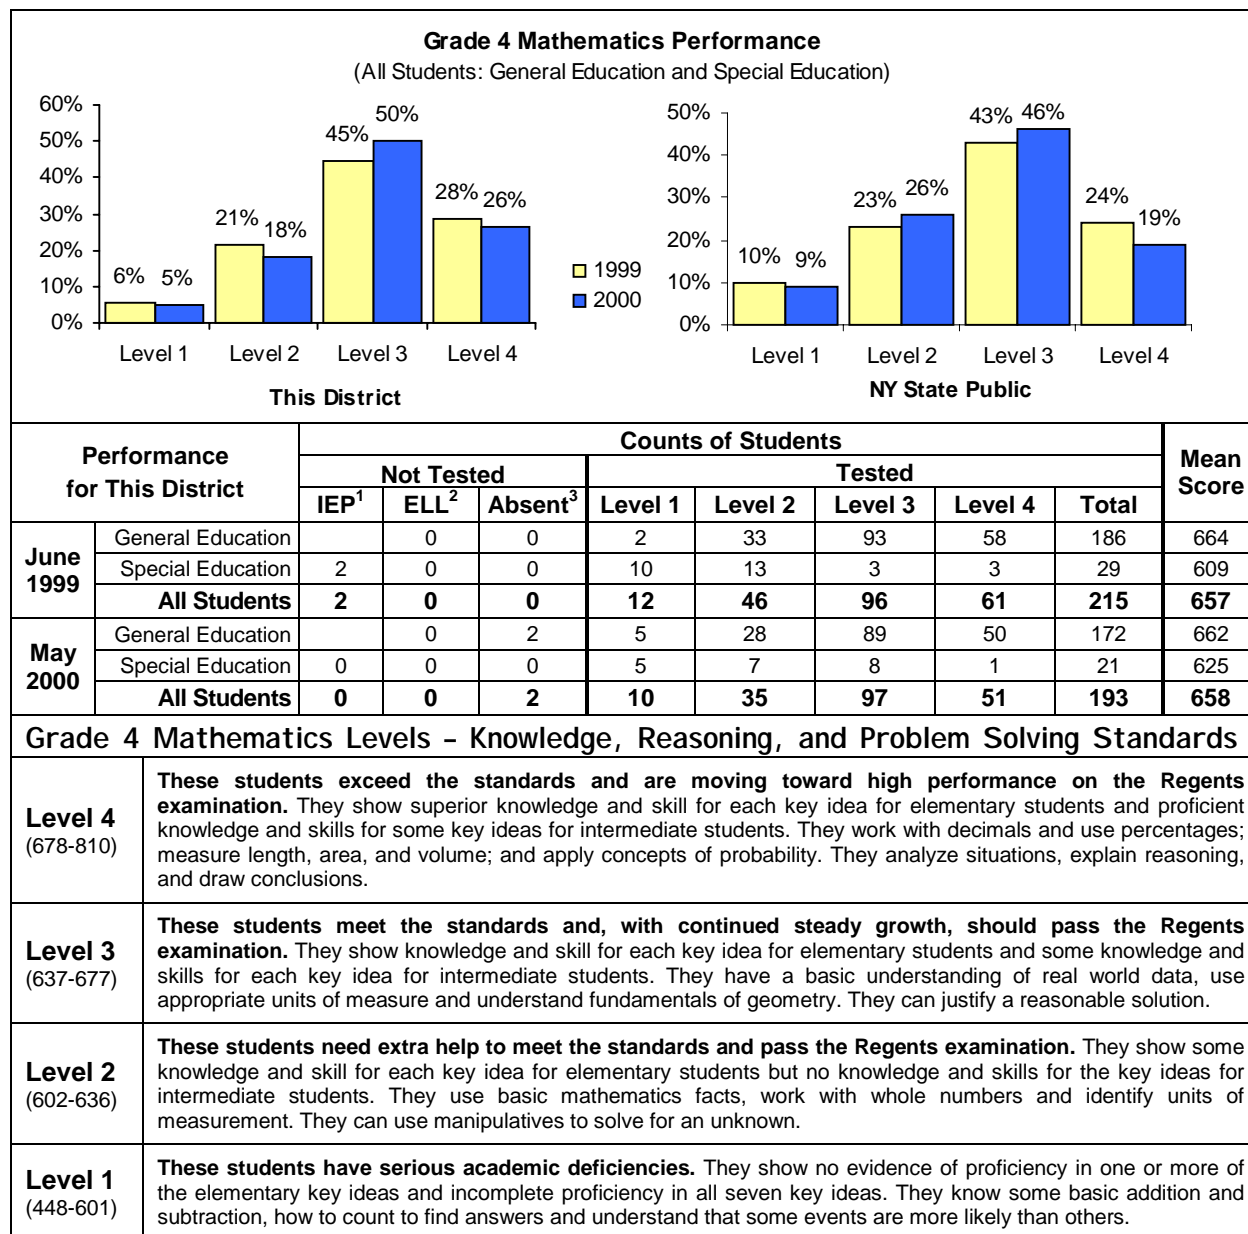 Grade 4 Mathematics Performance
(All Students: General Education and Special Education)
60%
50%
40%
30%
20%
10%
0%
6% 5%
21% 18%
45% 50%
28% 26%
Level 1 Level 2 Level 3 Level 4
This District
1999
2000
50%
40%
30%
20%
10%
0%
10% 9%
23% 26%
43% 46%
24% 19%
Level 1 Level 2 Level 3 Level 4
NY State Public
Performance
for This District
Counts of Students
Mean
Score
Not Tested Tested
IEP1 ELL2 Absent3 Level 1 Level 2 Level 3 Level 4 Total
June
1999
General Education 0 0 2 33 93 58 186 664
Special Education 2 0 0 10 13 3 3 29 609
All Students 2 0 0 12 46 96 61 215 657
May
2000
General Education 0 2 5 28 89 50 172 662
Special Education 0 0 0 5 7 8 1 21 625
All Students 0 0 2 10 35 97 51 193 658
Grade 4 Mathematics Levels – Knowledge, Reasoning, and Problem Solving Standards
Level 4
(678-810)
These students exceed the standards and are moving toward high performance on the Regents
examination. They show superior knowledge and skill for each key idea for elementary students and proficient
knowledge and skills for some key ideas for intermediate students. They work with decimals and use percentages;
measure length, area, and volume; and apply concepts of probability. They analyze situations, explain reasoning,
and draw conclusions.
Level 3
(637-677)
These students meet the standards and, with continued steady growth, should pass the Regents
examination. They show knowledge and skill for each key idea for elementary students and some knowledge and
skills for each key idea for intermediate students. They have a basic understanding of real world data, use
appropriate units of measure and understand fundamentals of geometry. They can justify a reasonable solution.
Level 2
(602-636)
These students need extra help to meet the standards and pass the Regents examination. They show some
knowledge and skill for each key idea for elementary students but no knowledge and skills for the key ideas for
intermediate students. They use basic mathematics facts, work with whole numbers and identify units of
measurement. They can use manipulatives to solve for an unknown.
Level 1
(448-601)
These students have serious academic deficiencies. They show no evidence of proficiency in one or more of
the elementary key ideas and incomplete proficiency in all seven key ideas. They know some basic addition and
subtraction, how to count to find answers and understand that some events are more likely than others.